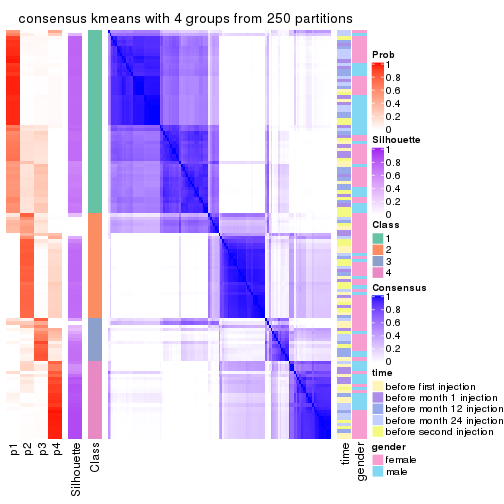 consensus kmeans with 4 groups from 250 partitions
Prob
1
0.8
0.6
0.4
0.2
0
Silhouette
1
0.8
0.6
0.4
0.2
0
Class
1
2
3
4
Consensus
1
0.8
0.6
0.4
0.2
0
time
before first injection
before month 1 injection
before month 12 injection
before month 24 injection
before second injection
gender
female
male
p1
p2
p3
p4
Silhouette
Class
time
gender